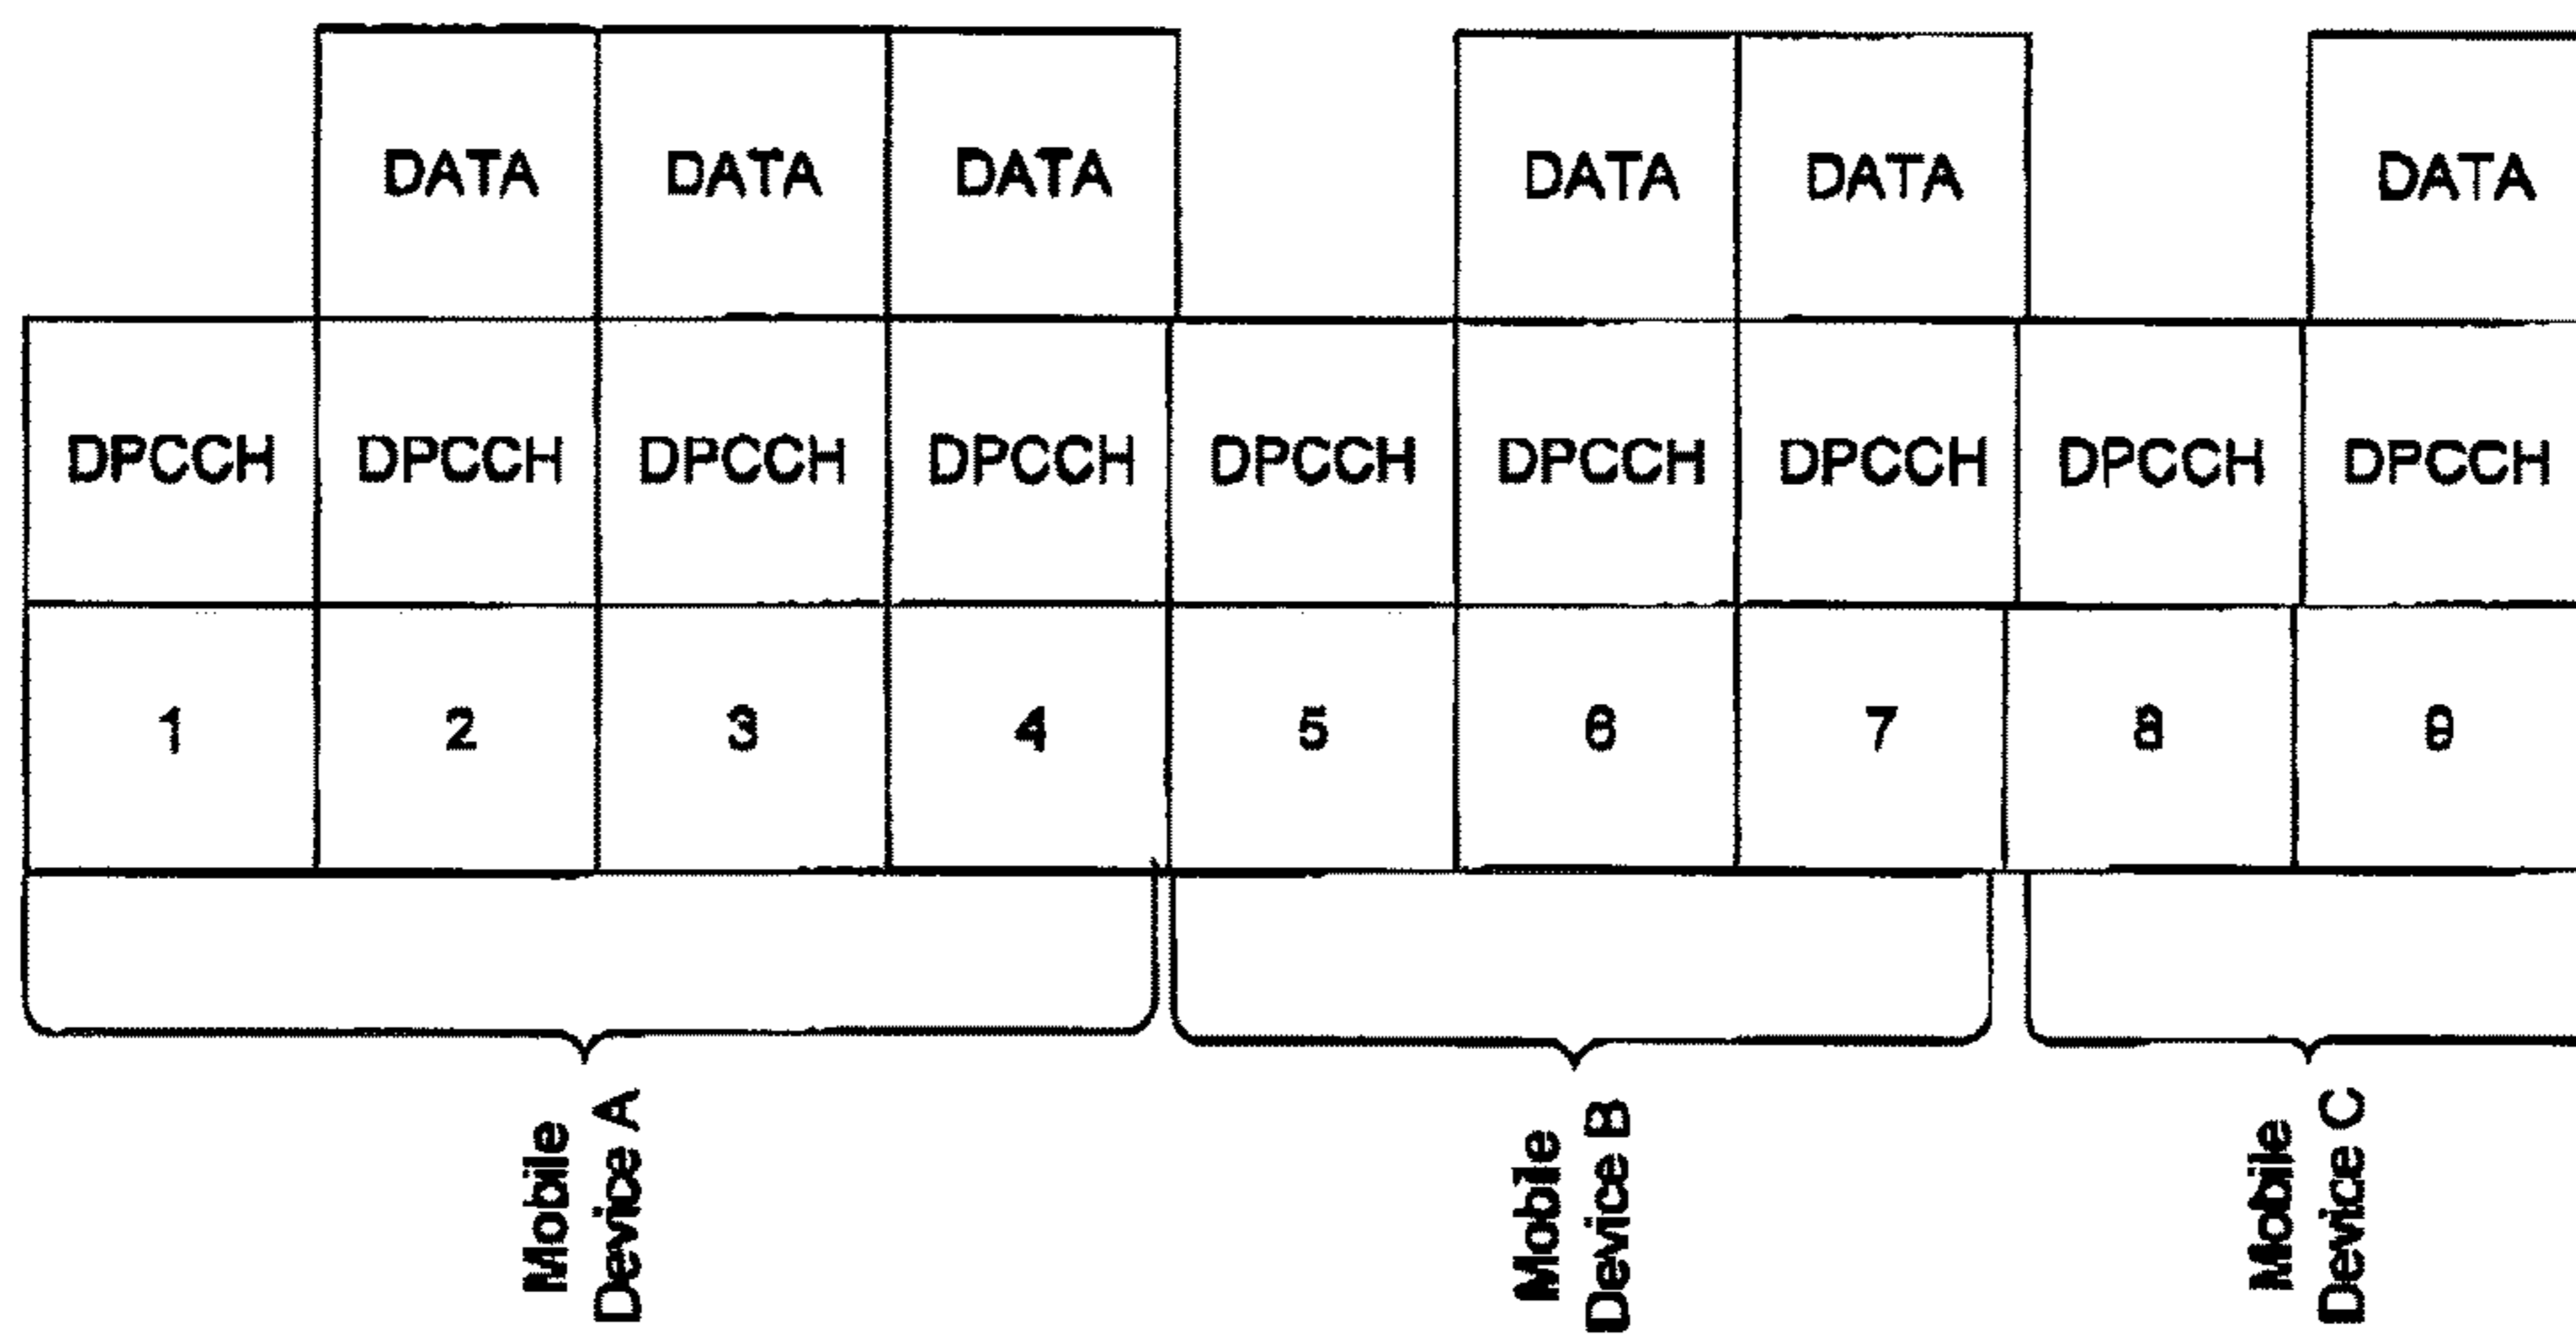 DATA DATA DATA DATA DATA DATA
DPCCH DPCCH DPCCH DPCCH DPCCH DPCCH DPCCH DPCCH DPCCH
1 2 3 4 5 6 7 8 9
Mobile
Device A
Mobile
Device B
Mobile
Device C